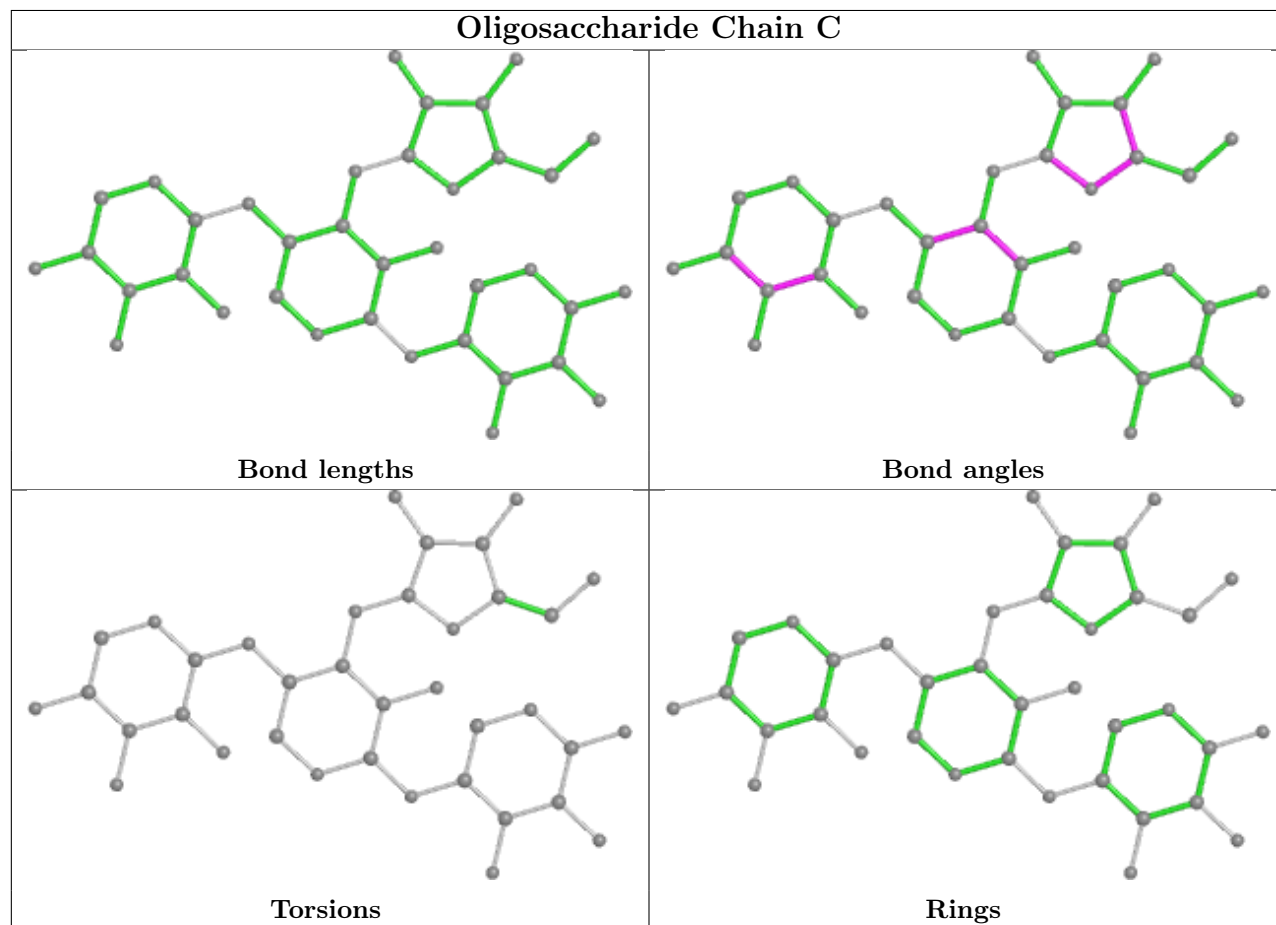 Oligosaccharide Chain C
Bond lengths
Bond angles
Torsions
Rings